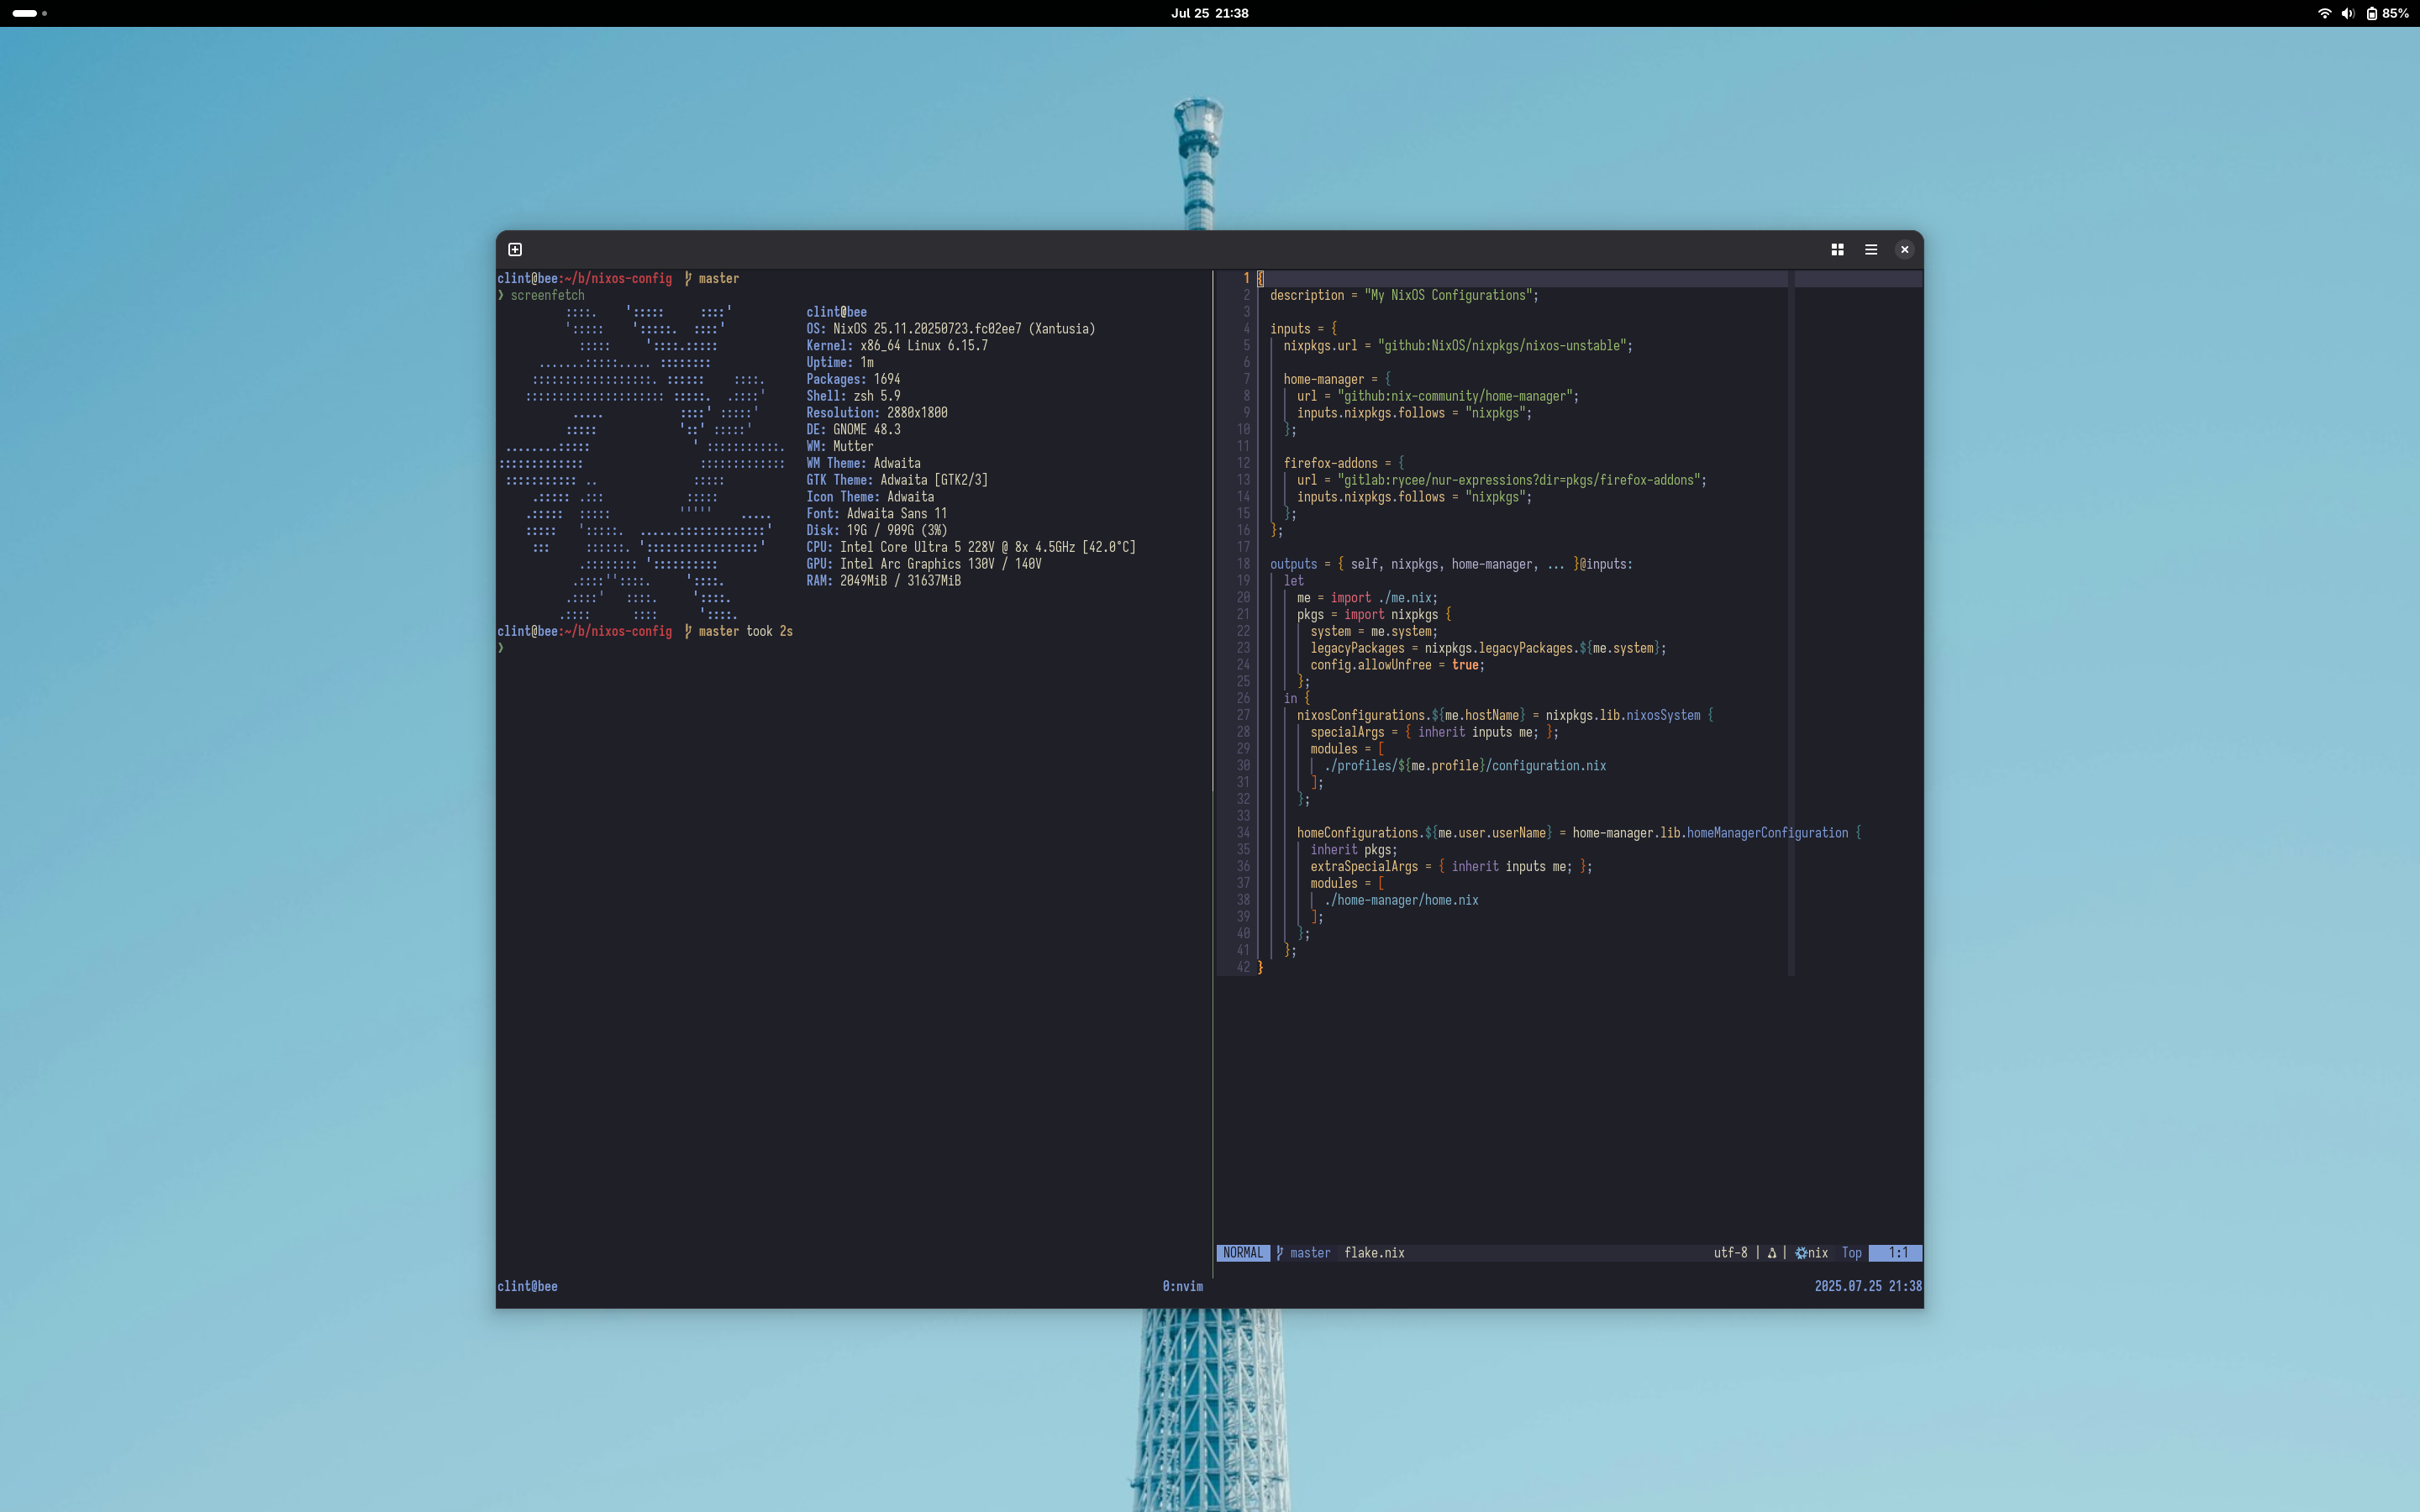 Jul 25 21:38
85%
clint@bee:~/b/nixos-config master
❯ screenfetch
clint@bee
OS: NixOS 25.11.20250723.fc02ee7 (Xantusia)
Kernel: x86_64 Linux 6.15.7
Uptime: 1m
Packages: 1694
Shell: zsh 5.9
Resolution: 2880x1800
DE: GNOME 48.3
WM: Mutter
WM Theme: Adwaita
GTK Theme: Adwaita [GTK2/3]
Icon Theme: Adwaita
Font: Adwaita Sans 11
Disk: 19G / 909G (3%)
CPU: Intel Core Ultra 5 228V @ 8x 4.5GHz [42.0°C]
GPU: Intel Arc Graphics 130V / 140V
RAM: 2049MiB / 31637MiB
clint@bee:~/b/nixos-config master took 2s
❯
1 {
2 description = "My NixOS Configurations";
3
4 inputs = {
5 nixpkgs.url = "github:NixOS/nixpkgs/nixos-unstable";
6
7 home-manager = {
8 url = "github:nix-community/home-manager";
9 inputs.nixpkgs.follows = "nixpkgs";
10 };
11
12 firefox-addons = {
13 url = "gitlab:rycee/nur-expressions?dir=pkgs/firefox-addons";
14 inputs.nixpkgs.follows = "nixpkgs";
15 };
16 };
17
18 outputs = { self, nixpkgs, home-manager, ... }@inputs:
19 let
20 me = import ./me.nix;
21 pkgs = import nixpkgs {
22 system = me.system;
23 legacyPackages = nixpkgs.legacyPackages.${me.system};
24 config.allowUnfree = true;
25 };
26 in {
27 nixosConfigurations.${me.hostName} = nixpkgs.lib.nixosSystem {
28 specialArgs = { inherit inputs me; };
29 modules = [
30 ./profiles/${me.profile}/configuration.nix
31 ];
32 };
33
34 homeConfigurations.${me.user.userName} = home-manager.lib.homeManagerConfiguration {
35 inherit pkgs;
36 extraSpecialArgs = { inherit inputs me; };
37 modules = [
38 ./home-manager/home.nix
39 ];
40 };
41 };
42 }
NORMAL master flake.nix utf-8 | | nix Top 1:1
clint@bee 0:nvim 2025.07.25 21:38